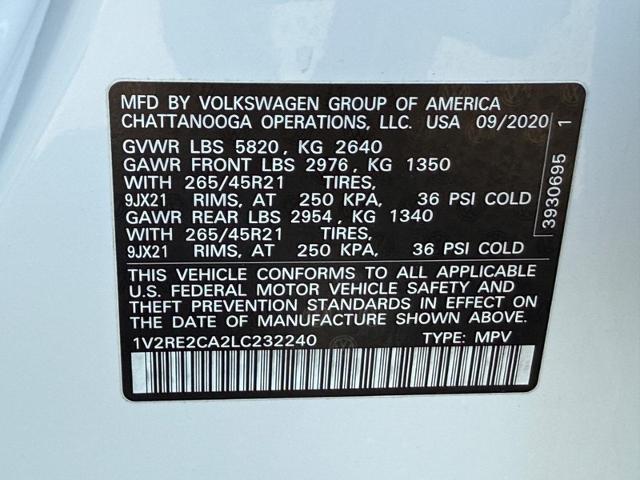 MFD BY VOLKSWAGEN GROUP OF AMERICA
CHATTANOOGA OPERATIONS, LLC. USA 09/2020
GVWR LBS 5820, KG 2640
GAWR FRONT LBS 2976, KG 1350
WITH 265/45R21 TIRES,
9JX21 RIMS, AT 250 KPA, 36 PSI COLD
GAWR REAR LBS 2954, KG 1340
WITH 265/45R21 TIRES,
9JX21 RIMS, AT 250 KPA, 36 PSI COLD
THIS VEHICLE CONFORMS TO ALL APPLICABLE
U.S. FEDERAL MOTOR VEHICLE SAFETY AND
THEFT PREVENTION STANDARDS IN EFFECT ON
THE DATE OF MANUFACTURE SHOWN ABOVE.
1V2RE2CA2LC232240 TYPE: MPV
3930695 1